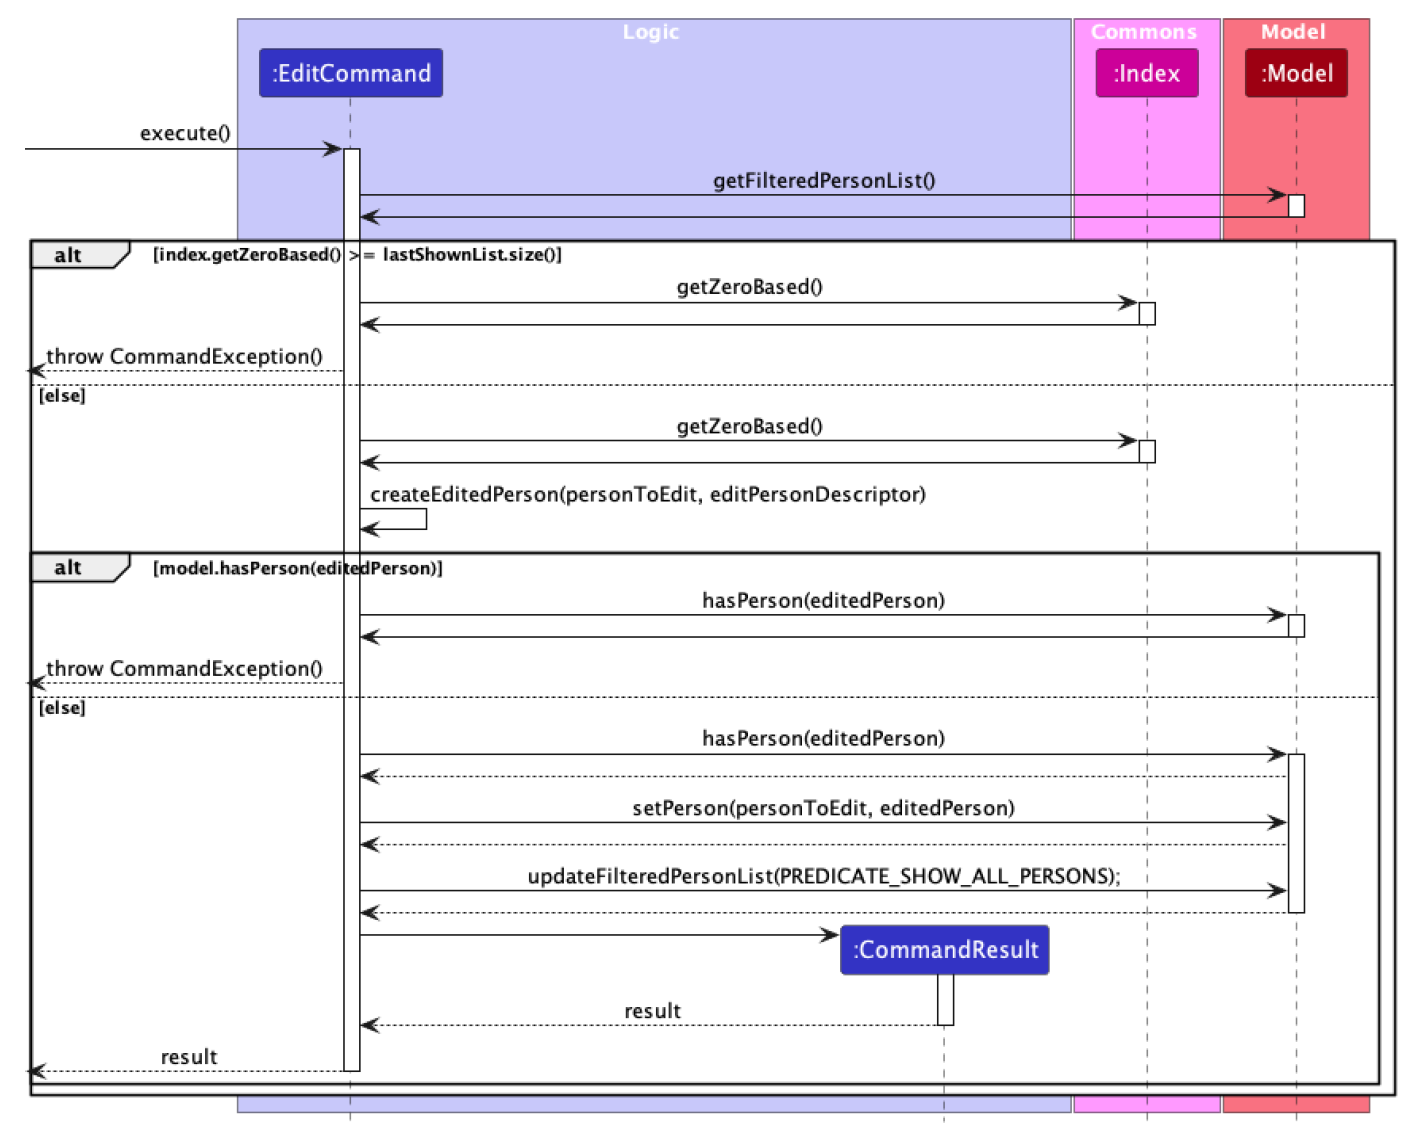 Logic
Commons
Model
:EditCommand
:Index
:Model
execute()
getFilteredPersonList()
alt
[index.getZeroBased() >= lastShownList.size()]
getZeroBased()
throw CommandException()
[else]
getZeroBased()
createEditedPerson(personToEdit, editPersonDescriptor)
alt
[model.hasPerson(editedPerson)]
hasPerson(editedPerson)
throw CommandException()
[else]
hasPerson(editedPerson)
setPerson(personToEdit, editedPerson)
updateFilteredPersonList(PREDICATE_SHOW_ALL_PERSONS);
:CommandResult
result
result